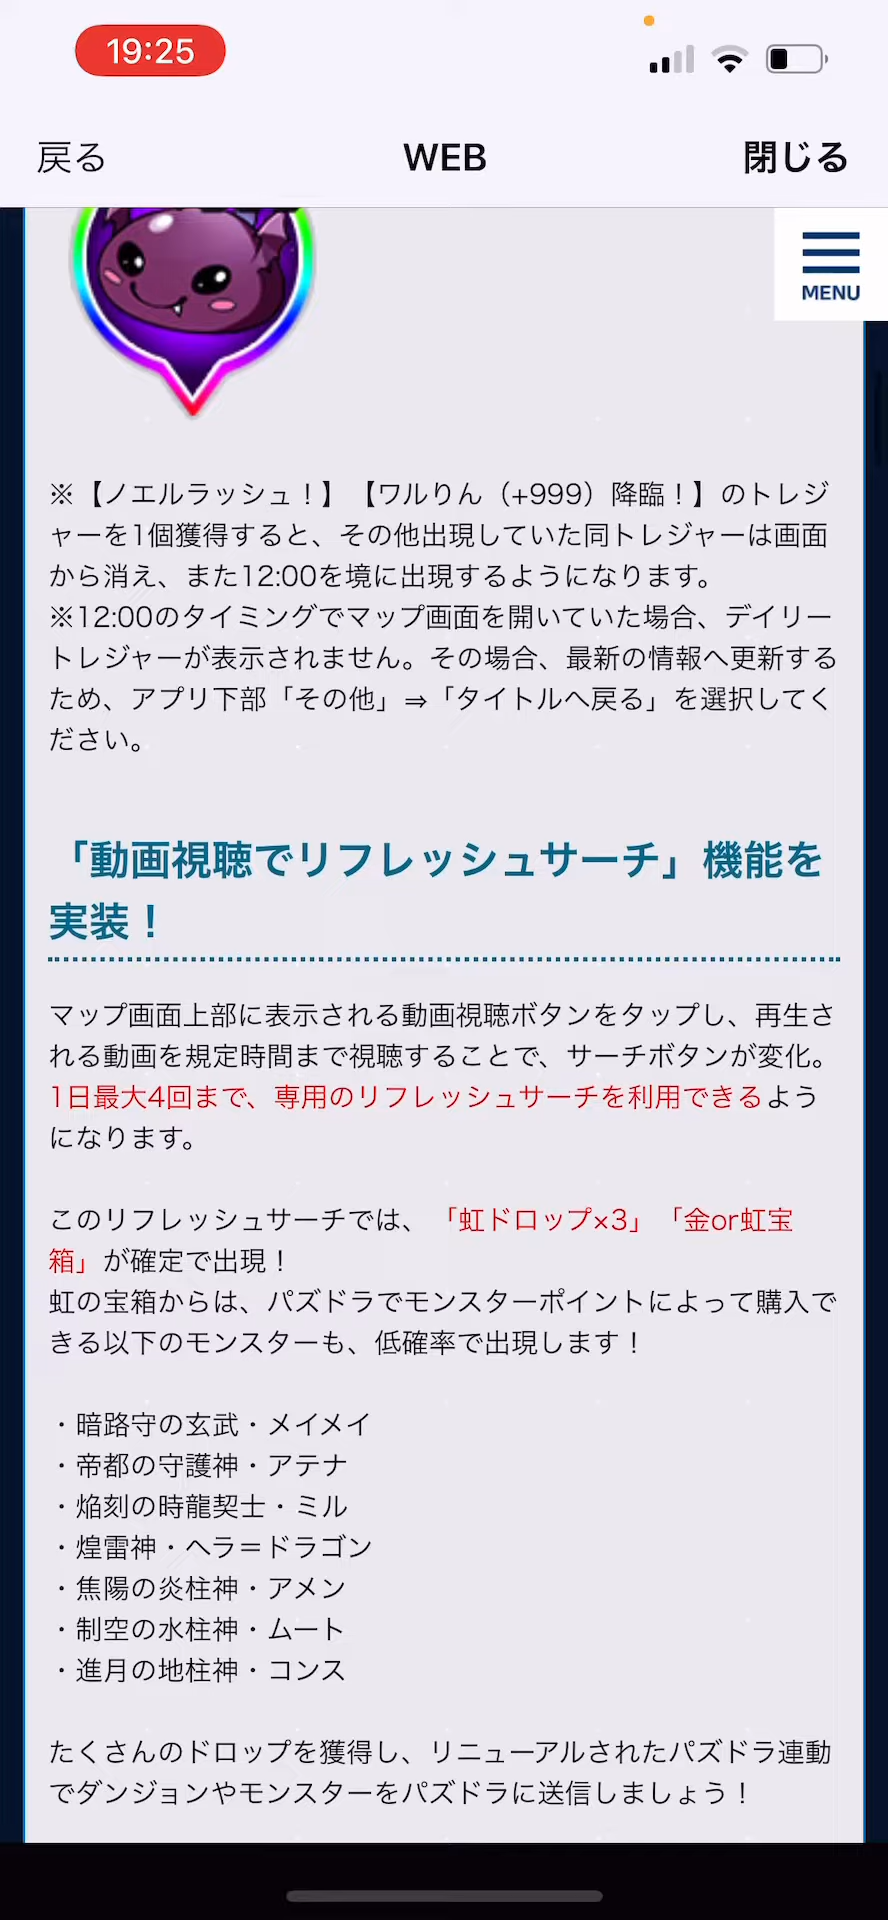 19:25
戻る
WEB
閉じる
MENU
※【ノエルラッシュ！】【ワルりん（+999）降臨！】のトレジ
ャーを1個獲得すると、その他出現していた同トレジャーは画面
から消え、また12:00を境に出現するようになります。
※12:00のタイミングでマップ画面を開いていた場合、デイリー
トレジャーが表示されません。その場合、最新の情報へ更新する
ため、アプリ下部「その他」⇒「タイトルへ戻る」を選択してく
ださい。
「動画視聴でリフレッシュサーチ」機能を
実装！
マップ画面上部に表示される動画視聴ボタンをタップし、再生さ
れる動画を規定時間まで視聴することで、サーチボタンが変化。
1日最大4回まで、専用のリフレッシュサーチを利用できるよう
になります。
このリフレッシュサーチでは、「虹ドロップ×3」「金or虹宝
箱」が確定で出現！
虹の宝箱からは、パズドラでモンスターポイントによって購入で
きる以下のモンスターも、低確率で出現します！
・暗路守の玄武・メイメイ
・帝都の守護神・アテナ
・焔刻の時龍契士・ミル
・煌雷神・ヘラ＝ドラゴン
・焦陽の炎柱神・アメン
・制空の水柱神・ムート
・進月の地柱神・コンス
たくさんのドロップを獲得し、リニューアルされたパズドラ連動
でダンジョンやモンスターをパズドラに送信しましょう！